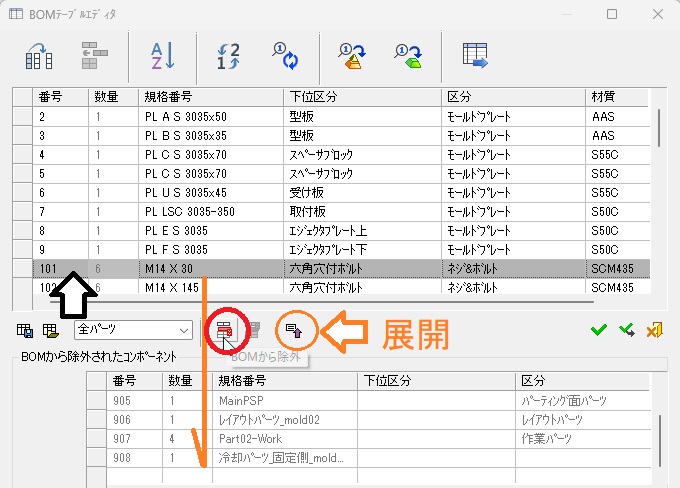 BOMﾃｰﾌﾞﾙｴﾃﾞｨﾀ
番号 数量 規格番号 下位区分 区分 材質
2 1 PL A S 3035x50 型板 ﾓｰﾙﾄﾞﾌﾟﾚｰﾄ AAS
3 1 PL B S 3035x35 型板 ﾓｰﾙﾄﾞﾌﾟﾚｰﾄ AAS
4 1 PL C S 3035x70 ｽﾍﾟｰｻﾌﾞﾛｯｸ ﾓｰﾙﾄﾞﾌﾟﾚｰﾄ S55C
5 1 PL C S 3035x70 ｽﾍﾟｰｻﾌﾞﾛｯｸ ﾓｰﾙﾄﾞﾌﾟﾚｰﾄ S55C
6 1 PL U S 3035x45 受け板 ﾓｰﾙﾄﾞﾌﾟﾚｰﾄ S55C
7 1 PL LSC 3035-350 取付板 ﾓｰﾙﾄﾞﾌﾟﾚｰﾄ S50C
8 1 PL E S 3035 ｴｼﾞｪｸﾀﾌﾟﾚｰﾄ上 ﾓｰﾙﾄﾞﾌﾟﾚｰﾄ S50C
9 1 PL F S 3035 ｴｼﾞｪｸﾀﾌﾟﾚｰﾄ下 ﾓｰﾙﾄﾞﾌﾟﾚｰﾄ S50C
101 6 M14 X 30 六角穴付ﾎﾞﾙﾄ ﾈｼﾞ&ﾎﾞﾙﾄ SCM435
M14 X 145 六角穴付ﾎﾞﾙﾄ ﾈｼﾞ&ﾎﾞﾙﾄ SCM435
全ﾊﾟｰﾂ 展開
BOMから除外
BOMから除外されたｺﾝﾎﾟｰﾈﾝﾄ
番号 数量 規格番号 下位区分 区分
905 1 MainPSP ﾊﾟｰﾃｨﾝｸﾞ面ﾊﾟｰﾂ
906 1 ﾚｲｱｳﾄﾊﾟｰﾂ_mold02 ﾚｲｱｳﾄﾊﾟｰﾂ
907 4 Part02-Work 作業ﾊﾟｰﾂ
908 1 冷却ﾊﾟｰﾂ_固定側_mold...